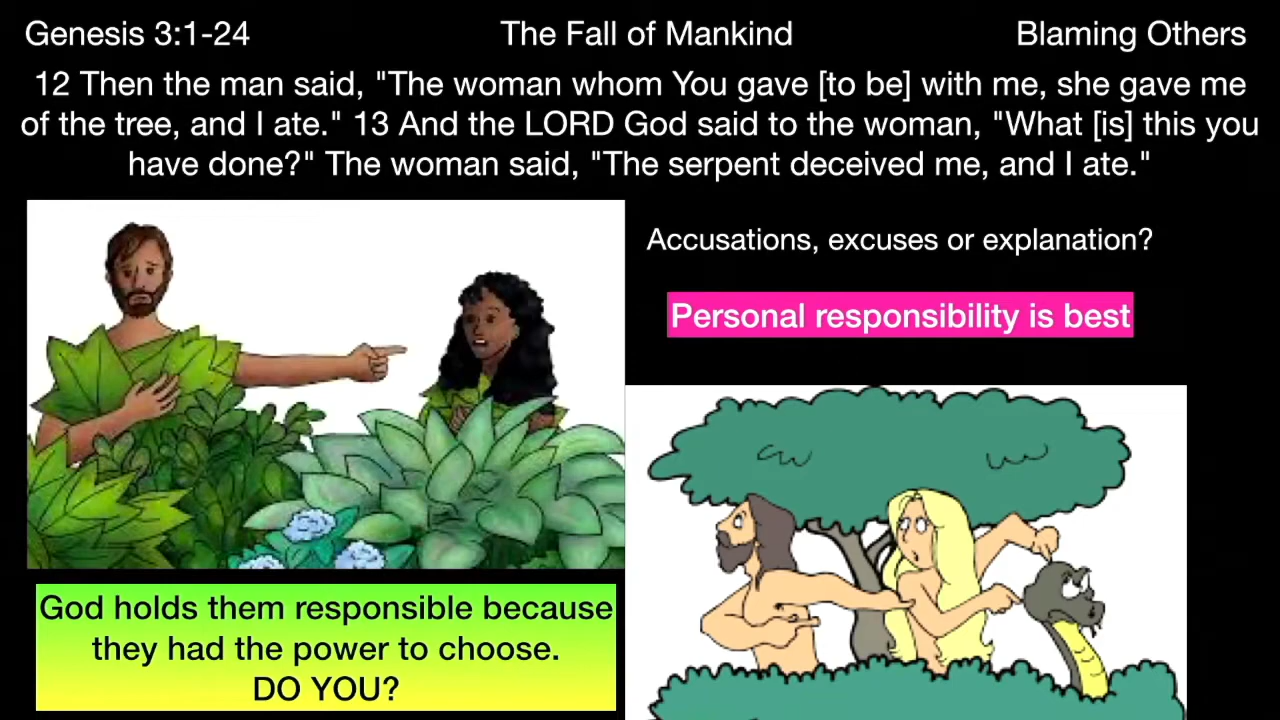 Genesis 3:1-24 The Fall of Mankind Blaming Others
12 Then the man said, "The woman whom You gave [to be] with me, she gave me
of the tree, and I ate." 13 And the LORD God said to the woman, "What [is] this you
have done?" The woman said, "The serpent deceived me, and I ate."
Accusations, excuses or explanation?
Personal responsibility is best
God holds them responsible because
they had the power to choose.
DO YOU?